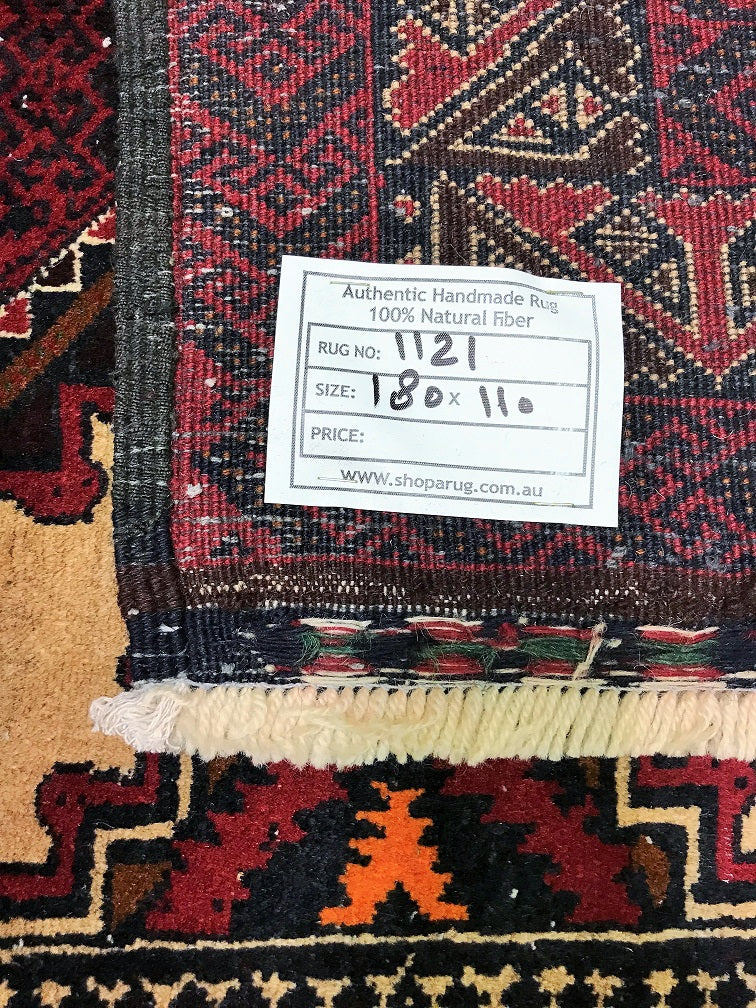 Authentic Handmade Rug
100% Natural Fiber
RUG NO: 1121
SIZE: 180 x 110
PRICE:
www.shoparug.com.au